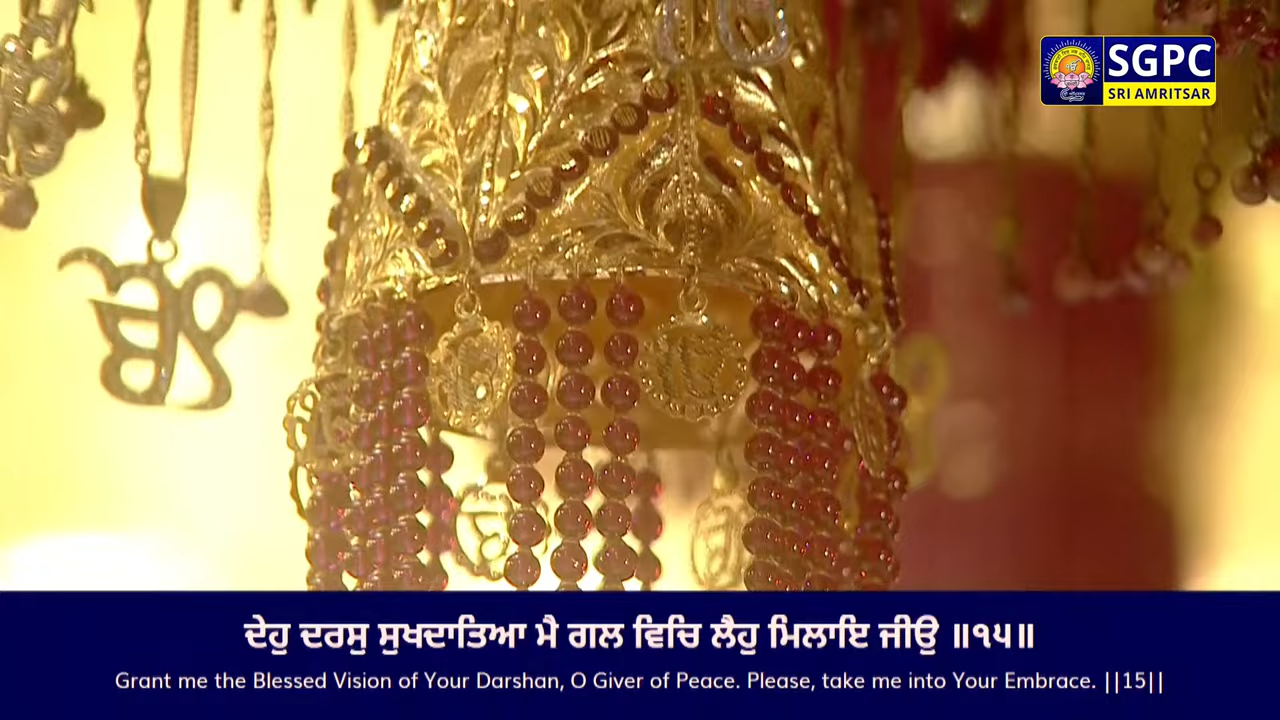 SGPC
SRI AMRITSAR
ੴ
ਦੇਹੁ ਦਰਸੁ ਸੁਖਦਾਤਿਆ ਮੈ ਗਲ ਵਿਚਿ ਲੈਹੁ ਮਿਲਾਇ ਜੀਉ ॥੧੫॥
Grant me the Blessed Vision of Your Darshan, O Giver of Peace. Please, take me into Your Embrace. ||15||